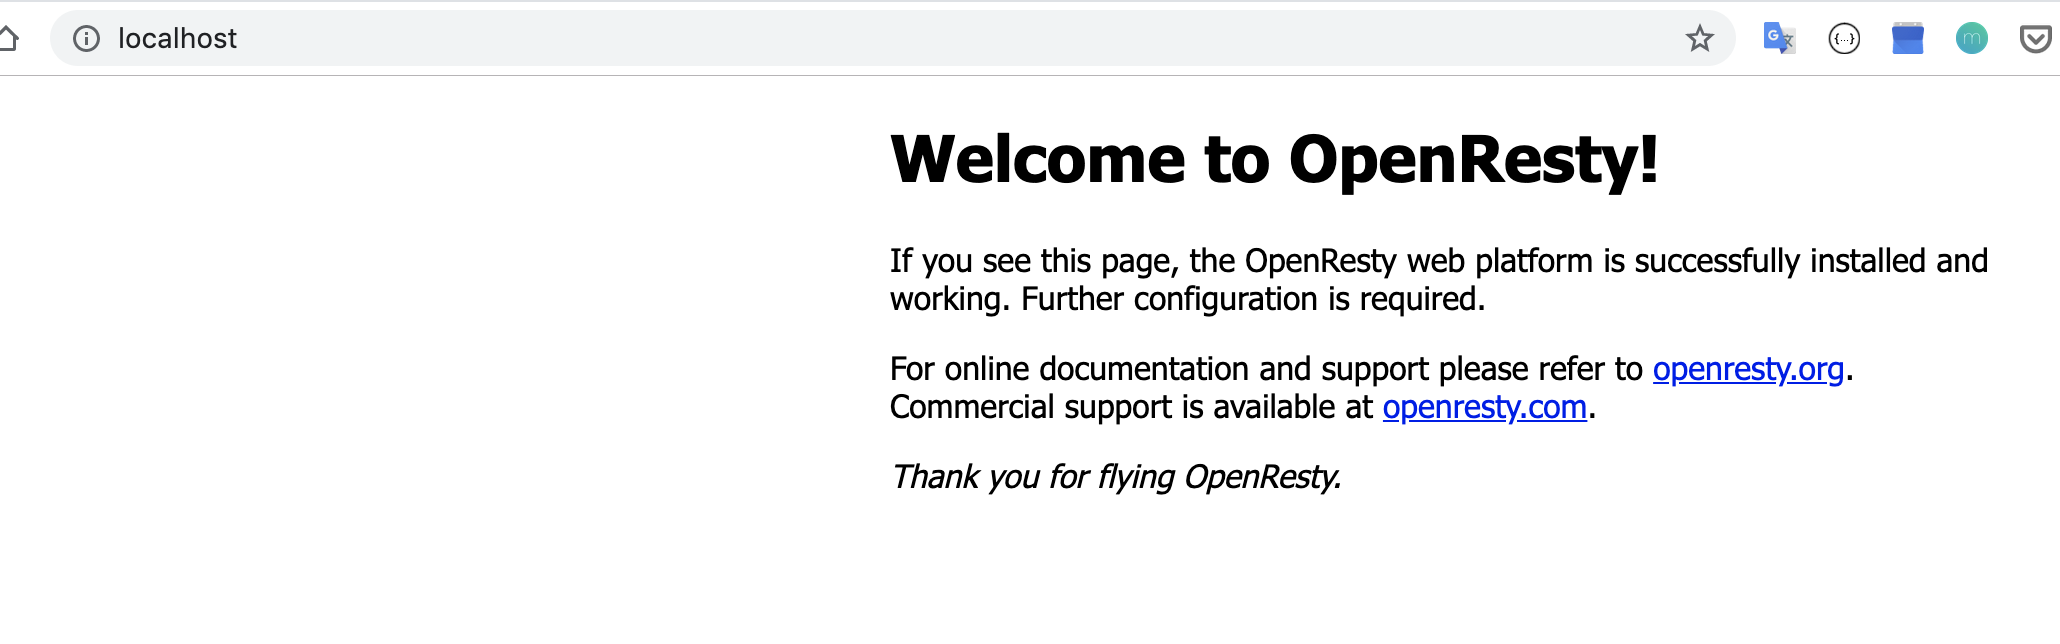 localhost
G 文
{...}
m
Welcome to OpenResty!
If you see this page, the OpenResty web platform is successfully installed and
working. Further configuration is required.
For online documentation and support please refer to openresty.org.
Commercial support is available at openresty.com.
Thank you for flying OpenResty.